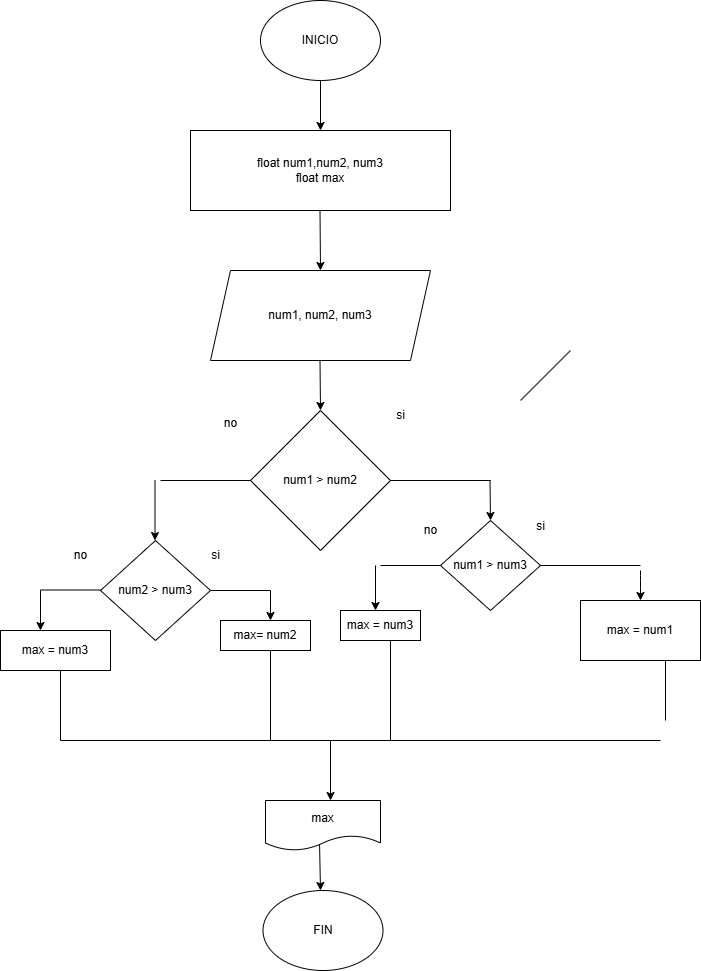 INICIO
float num1,num2, num3
float max
num1, num2, num3
no
si
num1 > num2
no
si
num2 > num3
no
si
num1 > num3
max = num3
max= num2
max = num3
max = num1
max
FIN